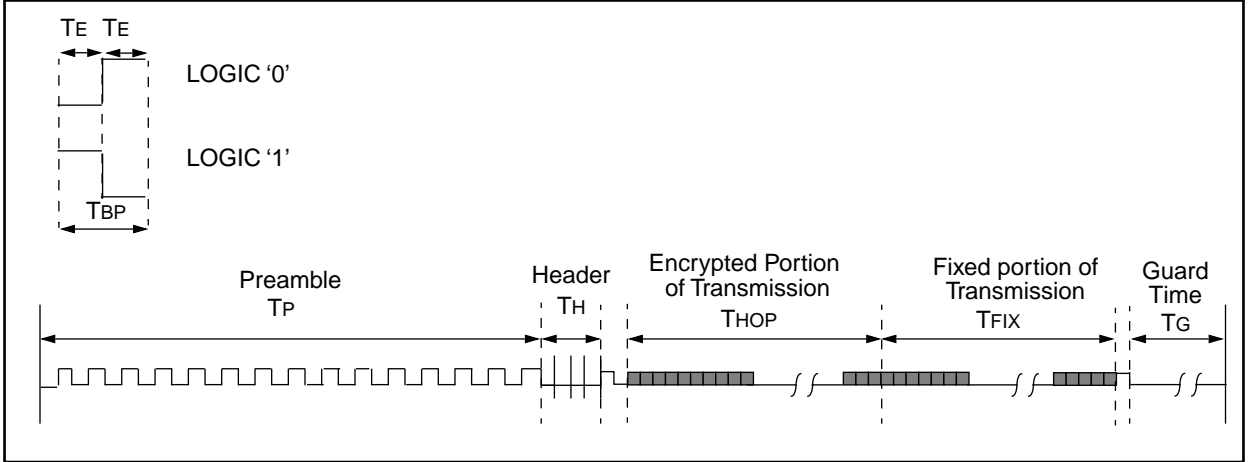 TE TE
LOGIC ‘0’
LOGIC ‘1’
TBP
Preamble
TP
Header
TH
Encrypted Portion
of Transmission
THOP
Fixed portion of
Transmission
TFIX
Guard
Time
TG